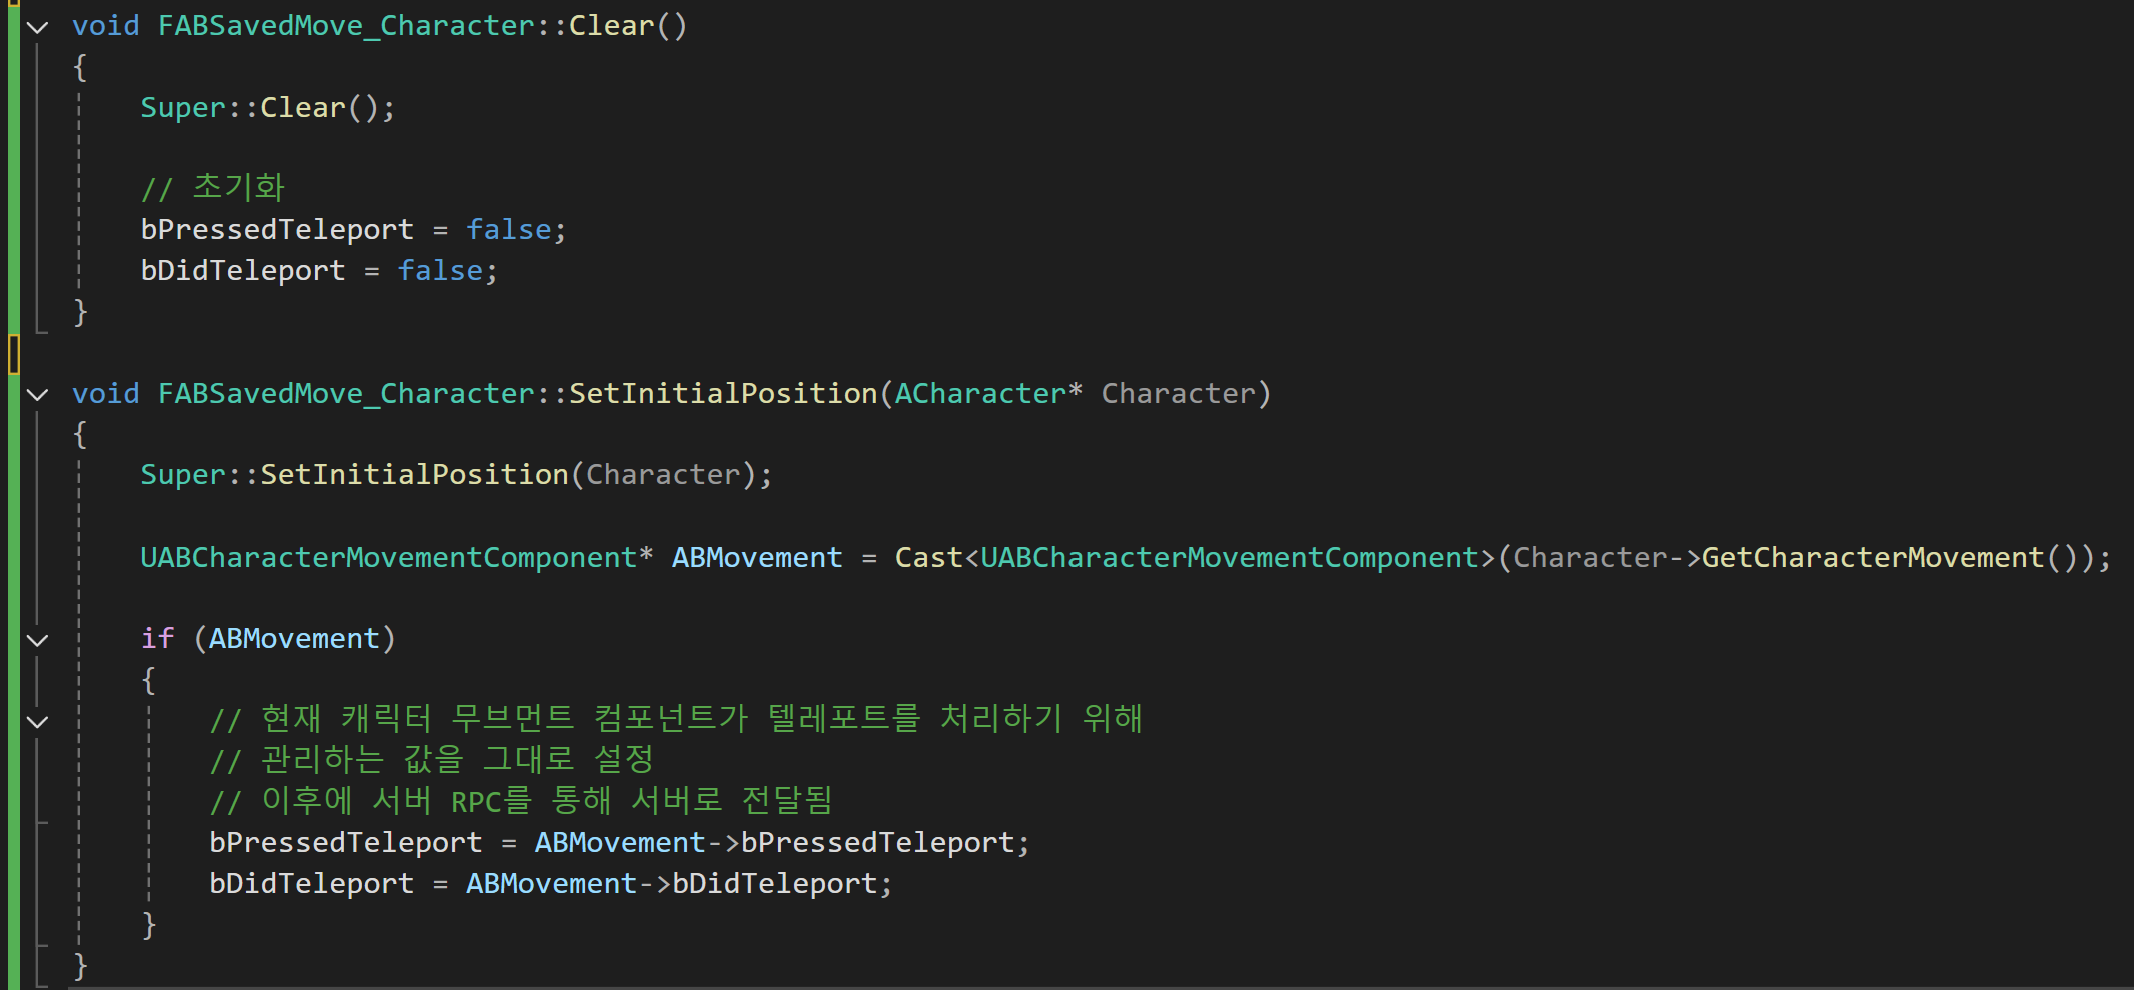 void FABSavedMove_Character::Clear()
{
    Super::Clear();

    // 초기화
    bPressedTeleport = false;
    bDidTeleport = false;
}

void FABSavedMove_Character::SetInitialPosition(ACharacter* Character)
{
    Super::SetInitialPosition(Character);

    UABCharacterMovementComponent* ABMovement = Cast<UABCharacterMovementComponent>(Character->GetCharacterMovement());

    if (ABMovement)
    {
        // 현재 캐릭터 무브먼트 컴포넌트가 텔레포트를 처리하기 위해
        // 관리하는 값을 그대로 설정
        // 이후에 서버 RPC를 통해 서버로 전달됨
        bPressedTeleport = ABMovement->bPressedTeleport;
        bDidTeleport = ABMovement->bDidTeleport;
    }
}